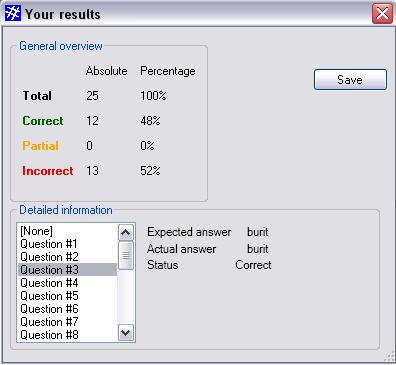 Your results
General overview
Absolute Percentage
Total 25 100%
Correct 12 48%
Partial 0 0%
Incorrect 13 52%
Save
Detailed information
[None]
Question #1
Question #2
Question #3
Question #4
Question #5
Question #6
Question #7
Question #8
Expected answer burit
Actual answer burit
Status Correct